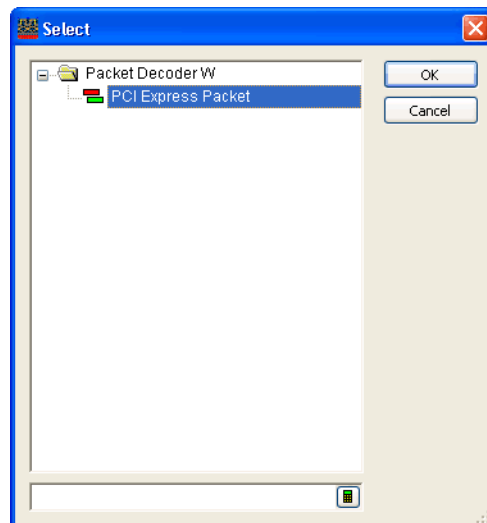 Select
Packet Decoder W
PCI Express Packet
OK
Cancel